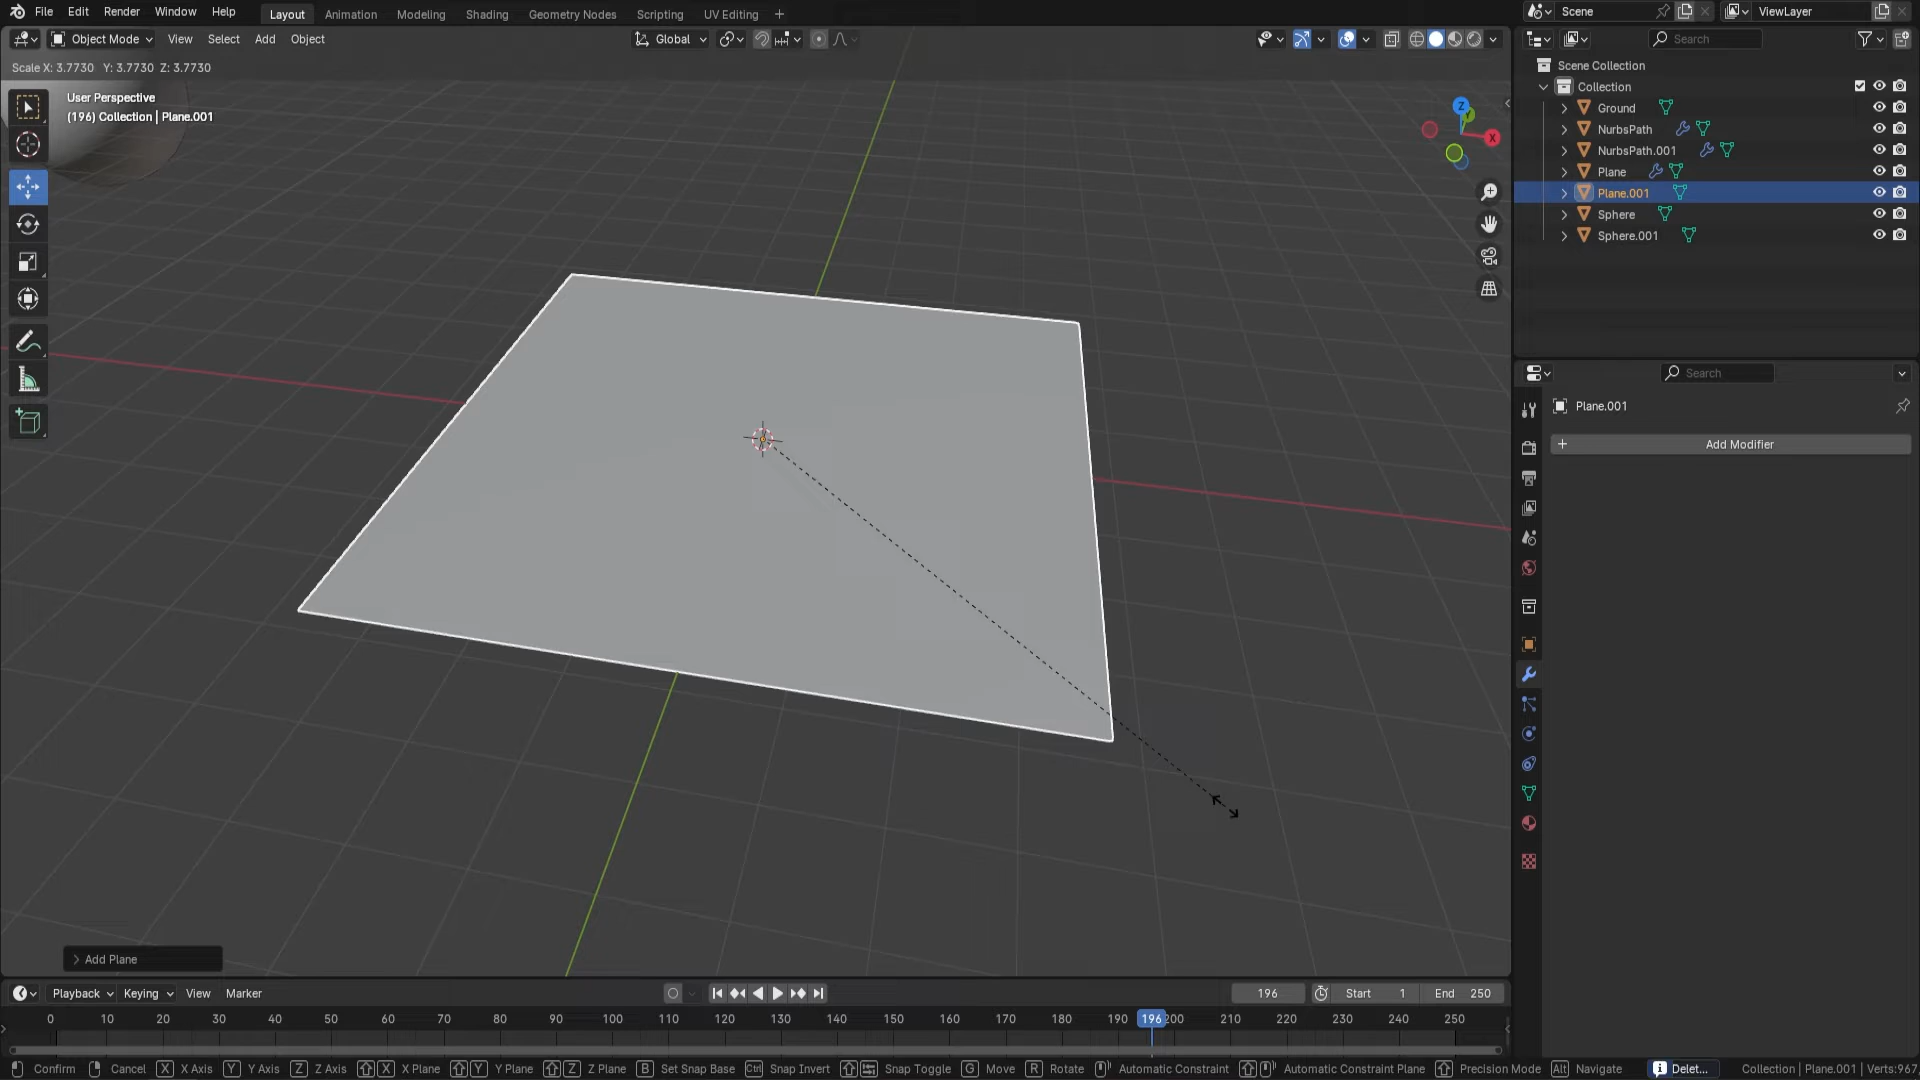 File Edit Render Window Help Layout Animation Modeling Shading Geometry Nodes Scripting UV Editing + Scene ViewLayer
Object Mode View Select Add Object Global Search
Scale X: 3.7730 Y: 3.7730 Z: 3.7730
User Perspective
(196) Collection | Plane.001
Z
X
Scene Collection
Collection
Ground
NurbsPath
NurbsPath.001
Plane
Plane.001
Sphere
Sphere.001
Search
Plane.001
+ Add Modifier
Add Plane
Playback Keying View Marker 196 Start 1 End 250
0 10 20 30 40 50 60 70 80 90 100 110 120 130 140 150 160 170 180 190 196 200 210 220 230 240 250
Confirm Cancel X X Axis Y Y Axis Z Z Axis X X Plane Y Y Plane Z Z Plane B Set Snap Base Ctrl Snap Invert Snap Toggle G Move R Rotate Automatic Constraint Automatic Constraint Plane Precision Mode Alt Navigate Delet... Collection | Plane.001 | Verts:967